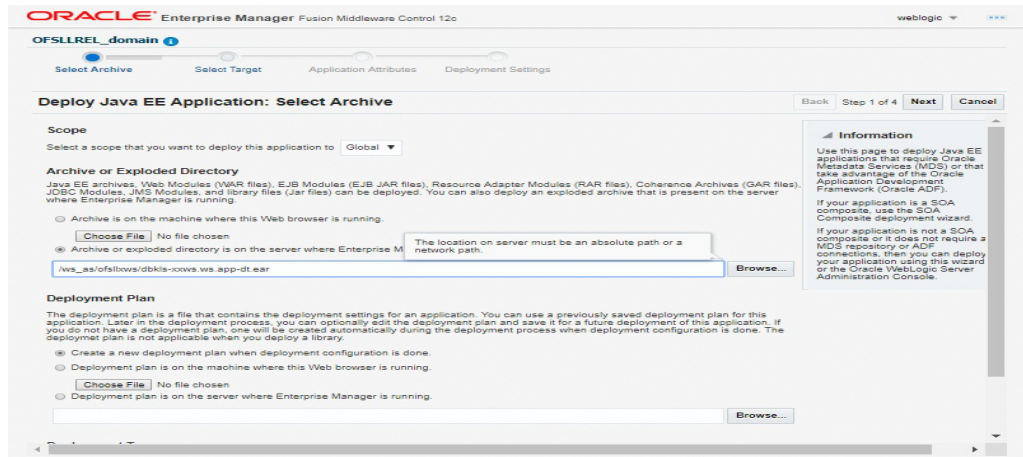 ORACLE Enterprise Manager Fusion Middleware Control 12c
weblogic
OFSLLREL_domain
Select Archive
Select Target
Application Attributes
Deployment Settings
Deploy Java EE Application: Select Archive
Back Step 1 of 4 Next Cancel
Scope
Select a scope that you want to deploy this application to Global
Archive or Exploded Directory
Java EE archives, Web Modules (WAR files), EJB Modules (EJB JAR files), Resource Adapter Modules (RAR files), Coherence Archives (GAR files),
JDBC Modules, JMS Modules, and library files (Jar files) can be deployed. You can also deploy an exploded archive that is present on the server
where Enterprise Manager is running.
Archive is on the machine where this Web browser is running.
Choose File No file chosen
Archive or exploded directory is on the server where Enterprise M
The location on server must be an absolute path or a
network path.
/ws_as/ofsllxws/dbkls-xxws.ws.app-dt.ear
Browse...
Deployment Plan
The deployment plan is a file that contains the deployment settings for an application. You can use a previously saved deployment plan for this
application. Later in the deployment process, you can optionally edit the deployment plan and save it for a future deployment of this application. If
you do not have a deployment plan, one will be created automatically during the deployment process when deployment configuration is done. The
deploymet plan is not applicable when you deploy a library.
Create a new deployment plan when deployment configuration is done.
Deployment plan is on the machine where this Web browser is running.
Choose File No file chosen
Deployment plan is on the server where Enterprise Manager is running.
Browse...
Information
Use this page to deploy Java EE
applications that require Oracle
Metadata Services (MDS) or that
take advantage of the Oracle
Application Development
Framework (Oracle ADF).
If your application is a SOA
composite, use the SOA
Composite deployment wizard.
If your application is not a SOA
composite or it does not require a
MDS repository or ADF
connections, then you can deploy
your application using this wizard
or the Oracle WebLogic Server
Administration Console.